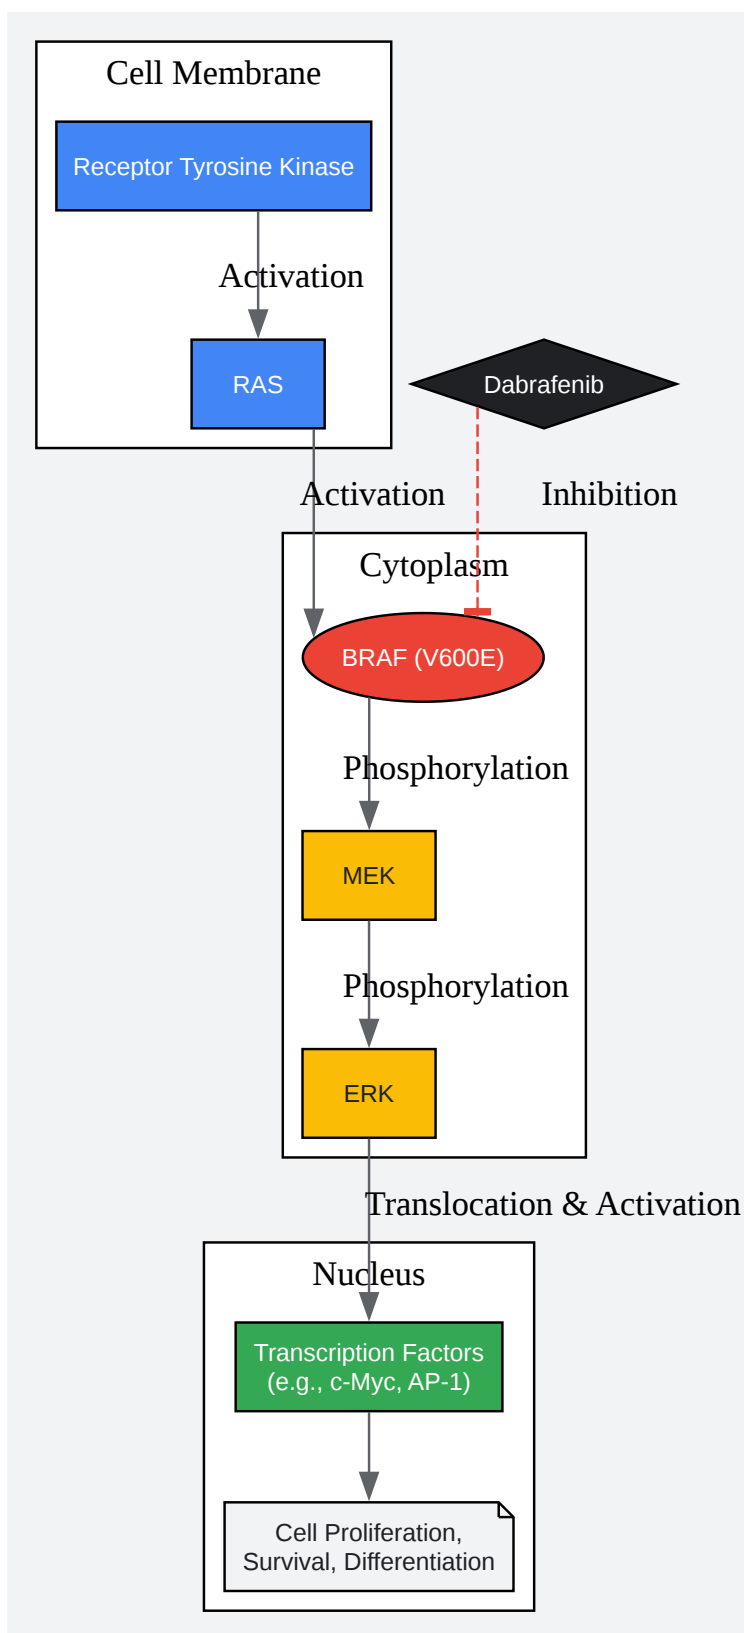 Cell Membrane
Receptor Tyrosine Kinase
Activation
RAS
Dabrafenib
Activation
Inhibition
Cytoplasm
BRAF (V600E)
Phosphorylation
MEK
Phosphorylation
ERK
Translocation & Activation
Nucleus
Transcription Factors
(e.g., c-Myc, AP-1)
Cell Proliferation,
Survival, Differentiation